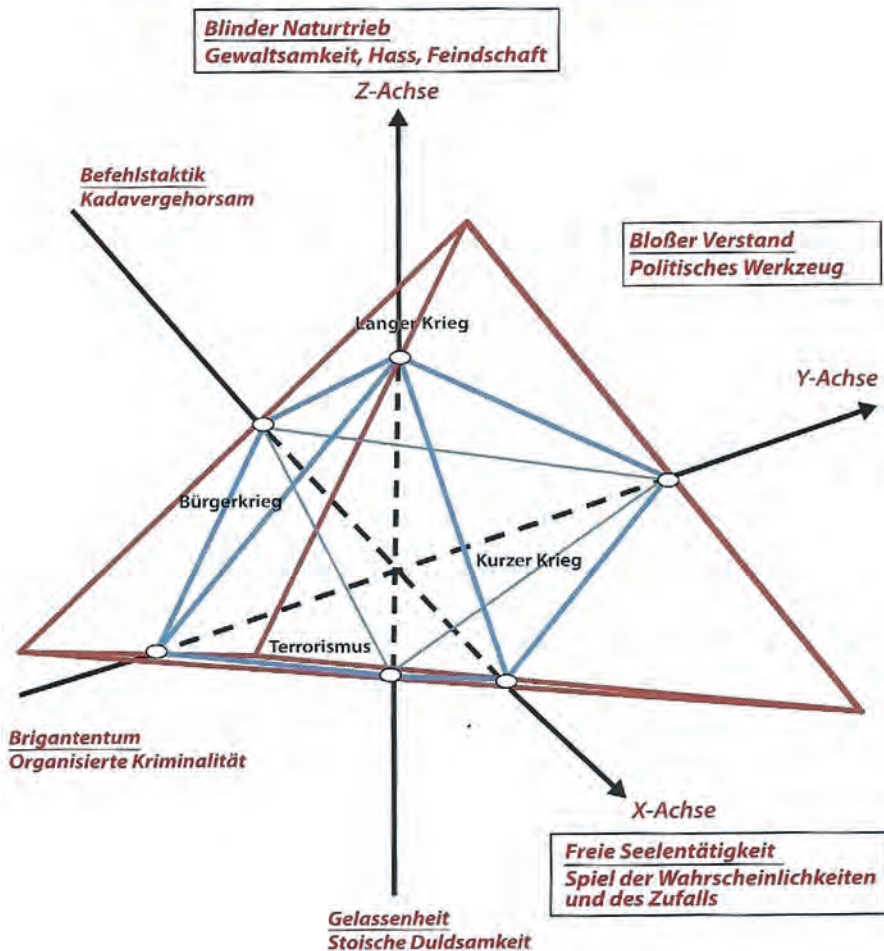 Blinder Naturtrieb
Gewaltsamkeit, Hass, Feindschaft
Z-Achse
Befehlstaktik
Kadavergehorsam
Bloßer Verstand
Politisches Werkzeug
Langer Krieg
Y-Achse
Bürgerkrieg
Kurzer Krieg
Terrorismus
Brigantentum
Organisierte Kriminalität
X-Achse
Freie Seelentätigkeit
Spiel der Wahrscheinlichkeiten
und des Zufalls
Gelassenheit
Stoische Duldsamkeit